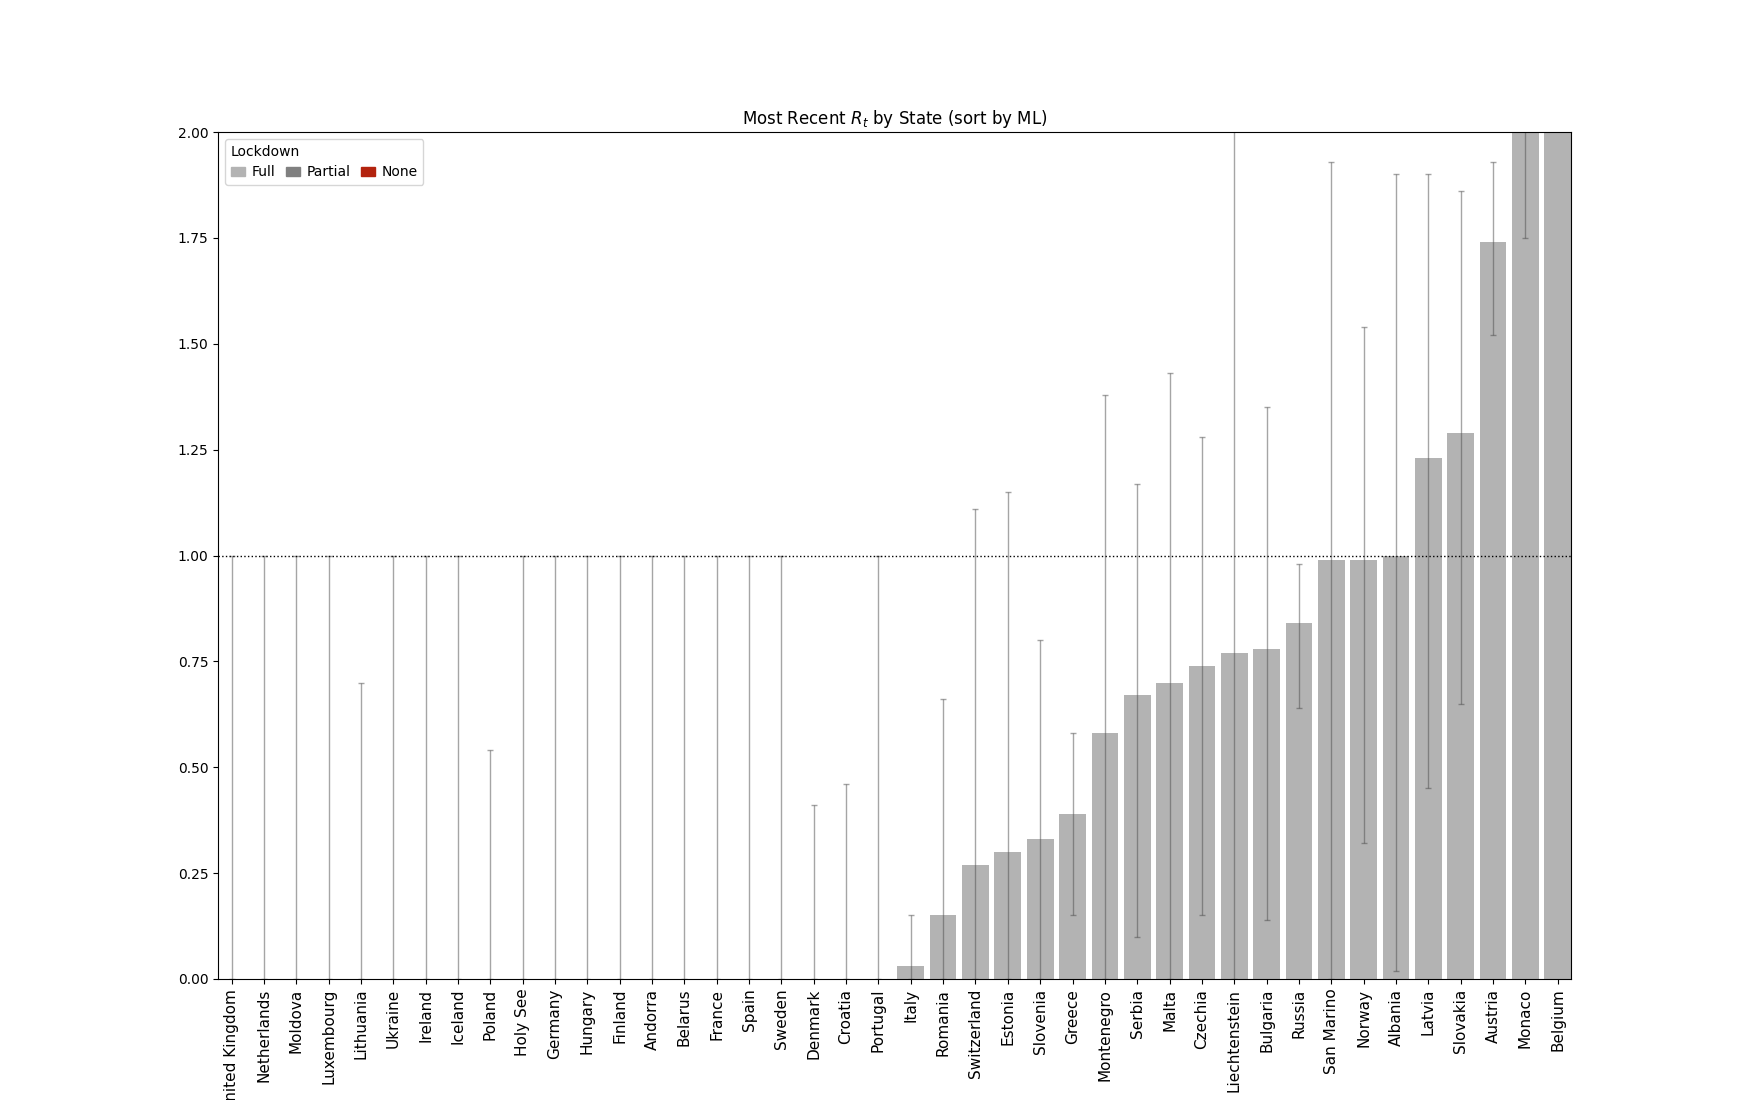 Most Recent R_t by State (sort by ML)
2.00
Lockdown
Full Partial None
1.75
1.50
1.25
1.00
0.75
0.50
0.25
0.00
nited Kingdom
Netherlands
Moldova
Luxembourg
Lithuania
Ukraine
Ireland
Iceland
Poland
Holy See
Germany
Hungary
Finland
Andorra
Belarus
France
Spain
Sweden
Denmark
Croatia
Portugal
Italy
Romania
Switzerland
Estonia
Slovenia
Greece
Montenegro
Serbia
Malta
Czechia
Liechtenstein
Bulgaria
Russia
San Marino
Norway
Albania
Latvia
Slovakia
Austria
Monaco
Belgium